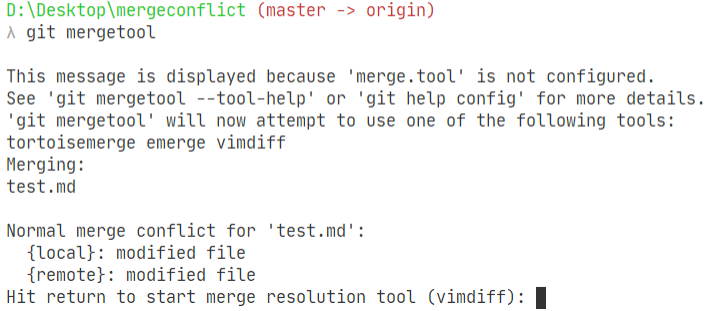 D:\Desktop\mergeconflict (master -> origin)
λ git mergetool
This message is displayed because 'merge.tool' is not configured.
See 'git mergetool --tool-help' or 'git help config' for more details.
'git mergetool' will now attempt to use one of the following tools:
tortoisemerge emerge vimdiff
Merging:
test.md
Normal merge conflict for 'test.md':
{local}: modified file
{remote}: modified file
Hit return to start merge resolution tool (vimdiff):